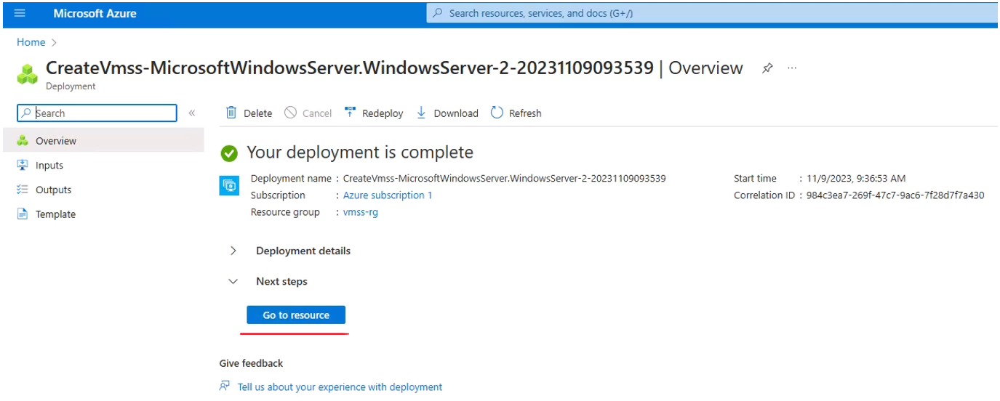 Microsoft Azure
Search resources, services, and docs (G+/)
Home
CreateVmss-MicrosoftWindowsServer.WindowsServer-2-20231109093539 | Overview
Deployment
Search
Delete Cancel Redeploy Download Refresh
Overview
Inputs
Outputs
Template
Your deployment is complete
Deployment name : CreateVmss-MicrosoftWindowsServer.WindowsServer-2-20231109093539
Subscription : Azure subscription 1
Resource group : vmss-rg
Start time : 11/9/2023, 9:36:53 AM
Correlation ID : 984c3ea7-269f-47c7-9ac6-7f28d7f7a430
Deployment details
Next steps
Go to resource
Give feedback
Tell us about your experience with deployment